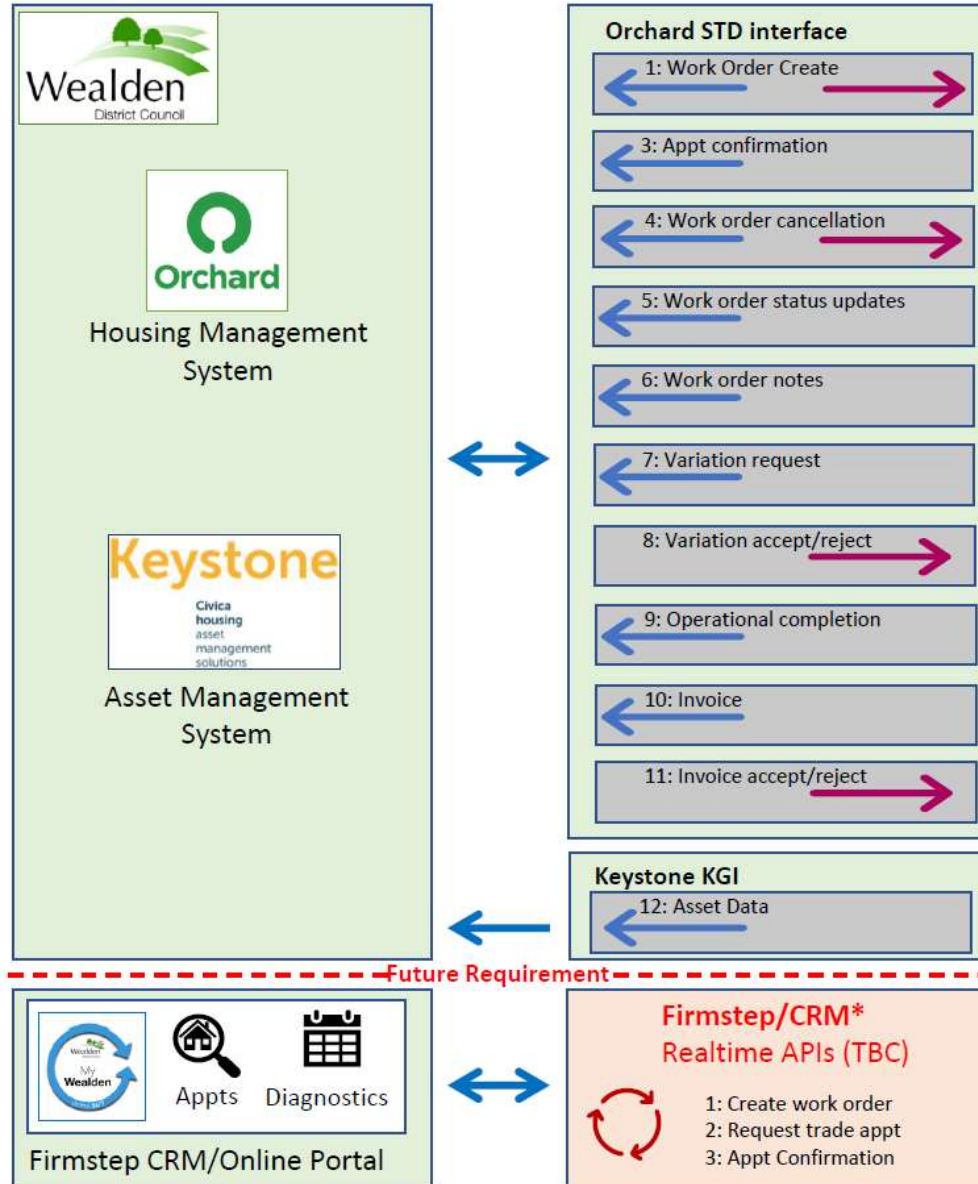 Wealden
District Council
Orchard
Housing Management
System
Keystone
Civica
housing
asset
management
solutions
Asset Management
System
Orchard STD interface
1: Work Order Create
3: Appt confirmation
4: Work order cancellation
5: Work order status updates
6: Work order notes
7: Variation request
8: Variation accept/reject
9: Operational completion
10: Invoice
11: Invoice accept/reject
Keystone KGI
12: Asset Data
Future Requirement
Wealden
My
Wealden
Appts
Diagnostics
Firmstep CRM/Online Portal
Firmstep/CRM*
Realtime APIs (TBC)
1: Create work order
2: Request trade appt
3: Appt Confirmation